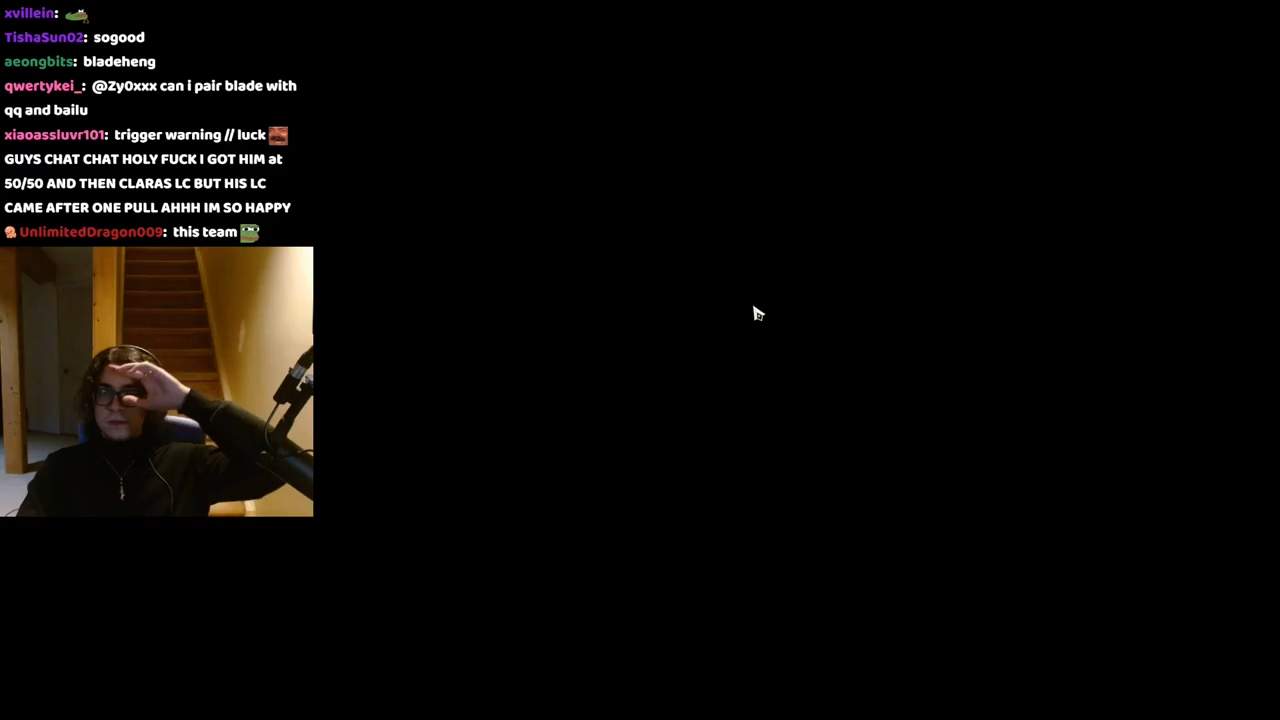 xvillein:
TishaSun02: sogood
aeongbits: bladeheng
qwertykei_: @Zy0xxx can i pair blade with
qq and bailu
xiaoassluvr101: trigger warning // luck
GUYS CHAT CHAT HOLY FUCK I GOT HIM at
50/50 AND THEN CLARAS LC BUT HIS LC
CAME AFTER ONE PULL AHHH IM SO HAPPY
UnlimitedDragon009: this team